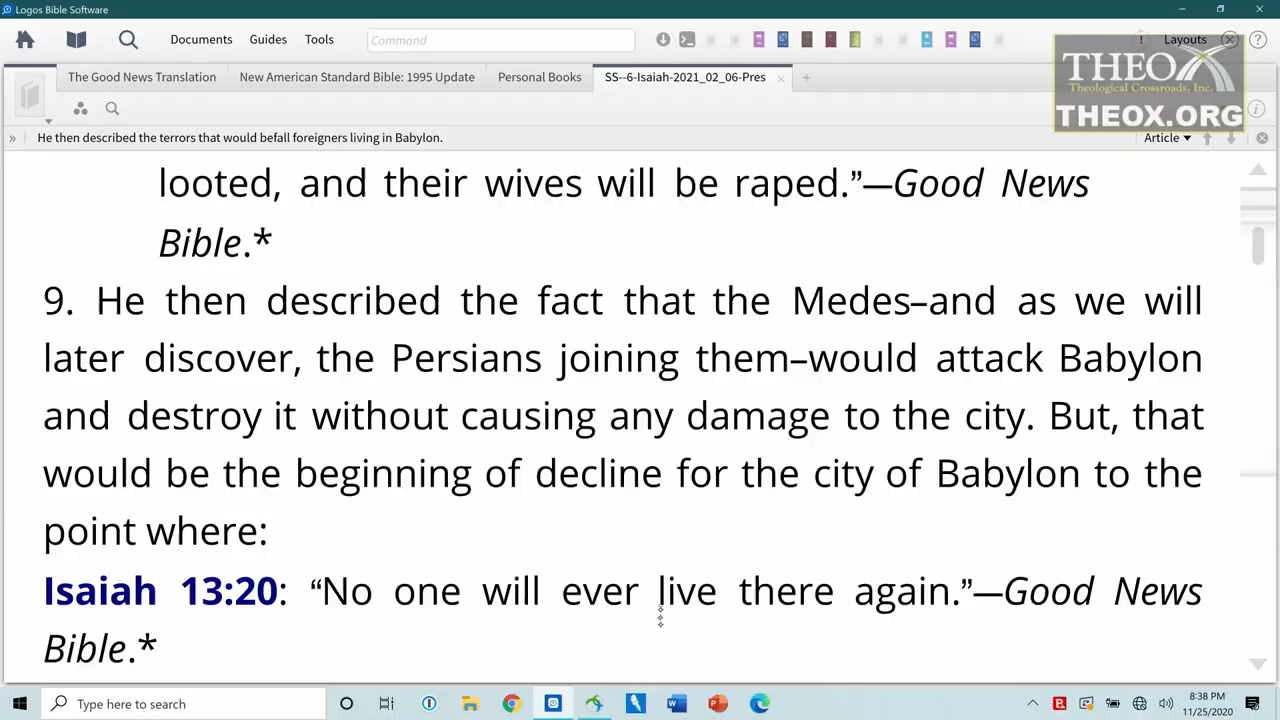 Logos Bible Software
Documents Guides Tools Command Layouts
The Good News Translation New American Standard Bible: 1995 Update Personal Books SS--6-Isaiah-2021_02_06-Pres
THEOX
Theological Crossroads, Inc.
THEOX.ORG
He then described the terrors that would befall foreigners living in Babylon. Article
looted, and their wives will be raped.”—Good News
Bible.*
9. He then described the fact that the Medes–and as we will
later discover, the Persians joining them–would attack Babylon
and destroy it without causing any damage to the city. But, that
would be the beginning of decline for the city of Babylon to the
point where:
Isaiah 13:20: “No one will ever live there again.”—Good News
Bible.*
Type here to search
8:38 PM
11/25/2020